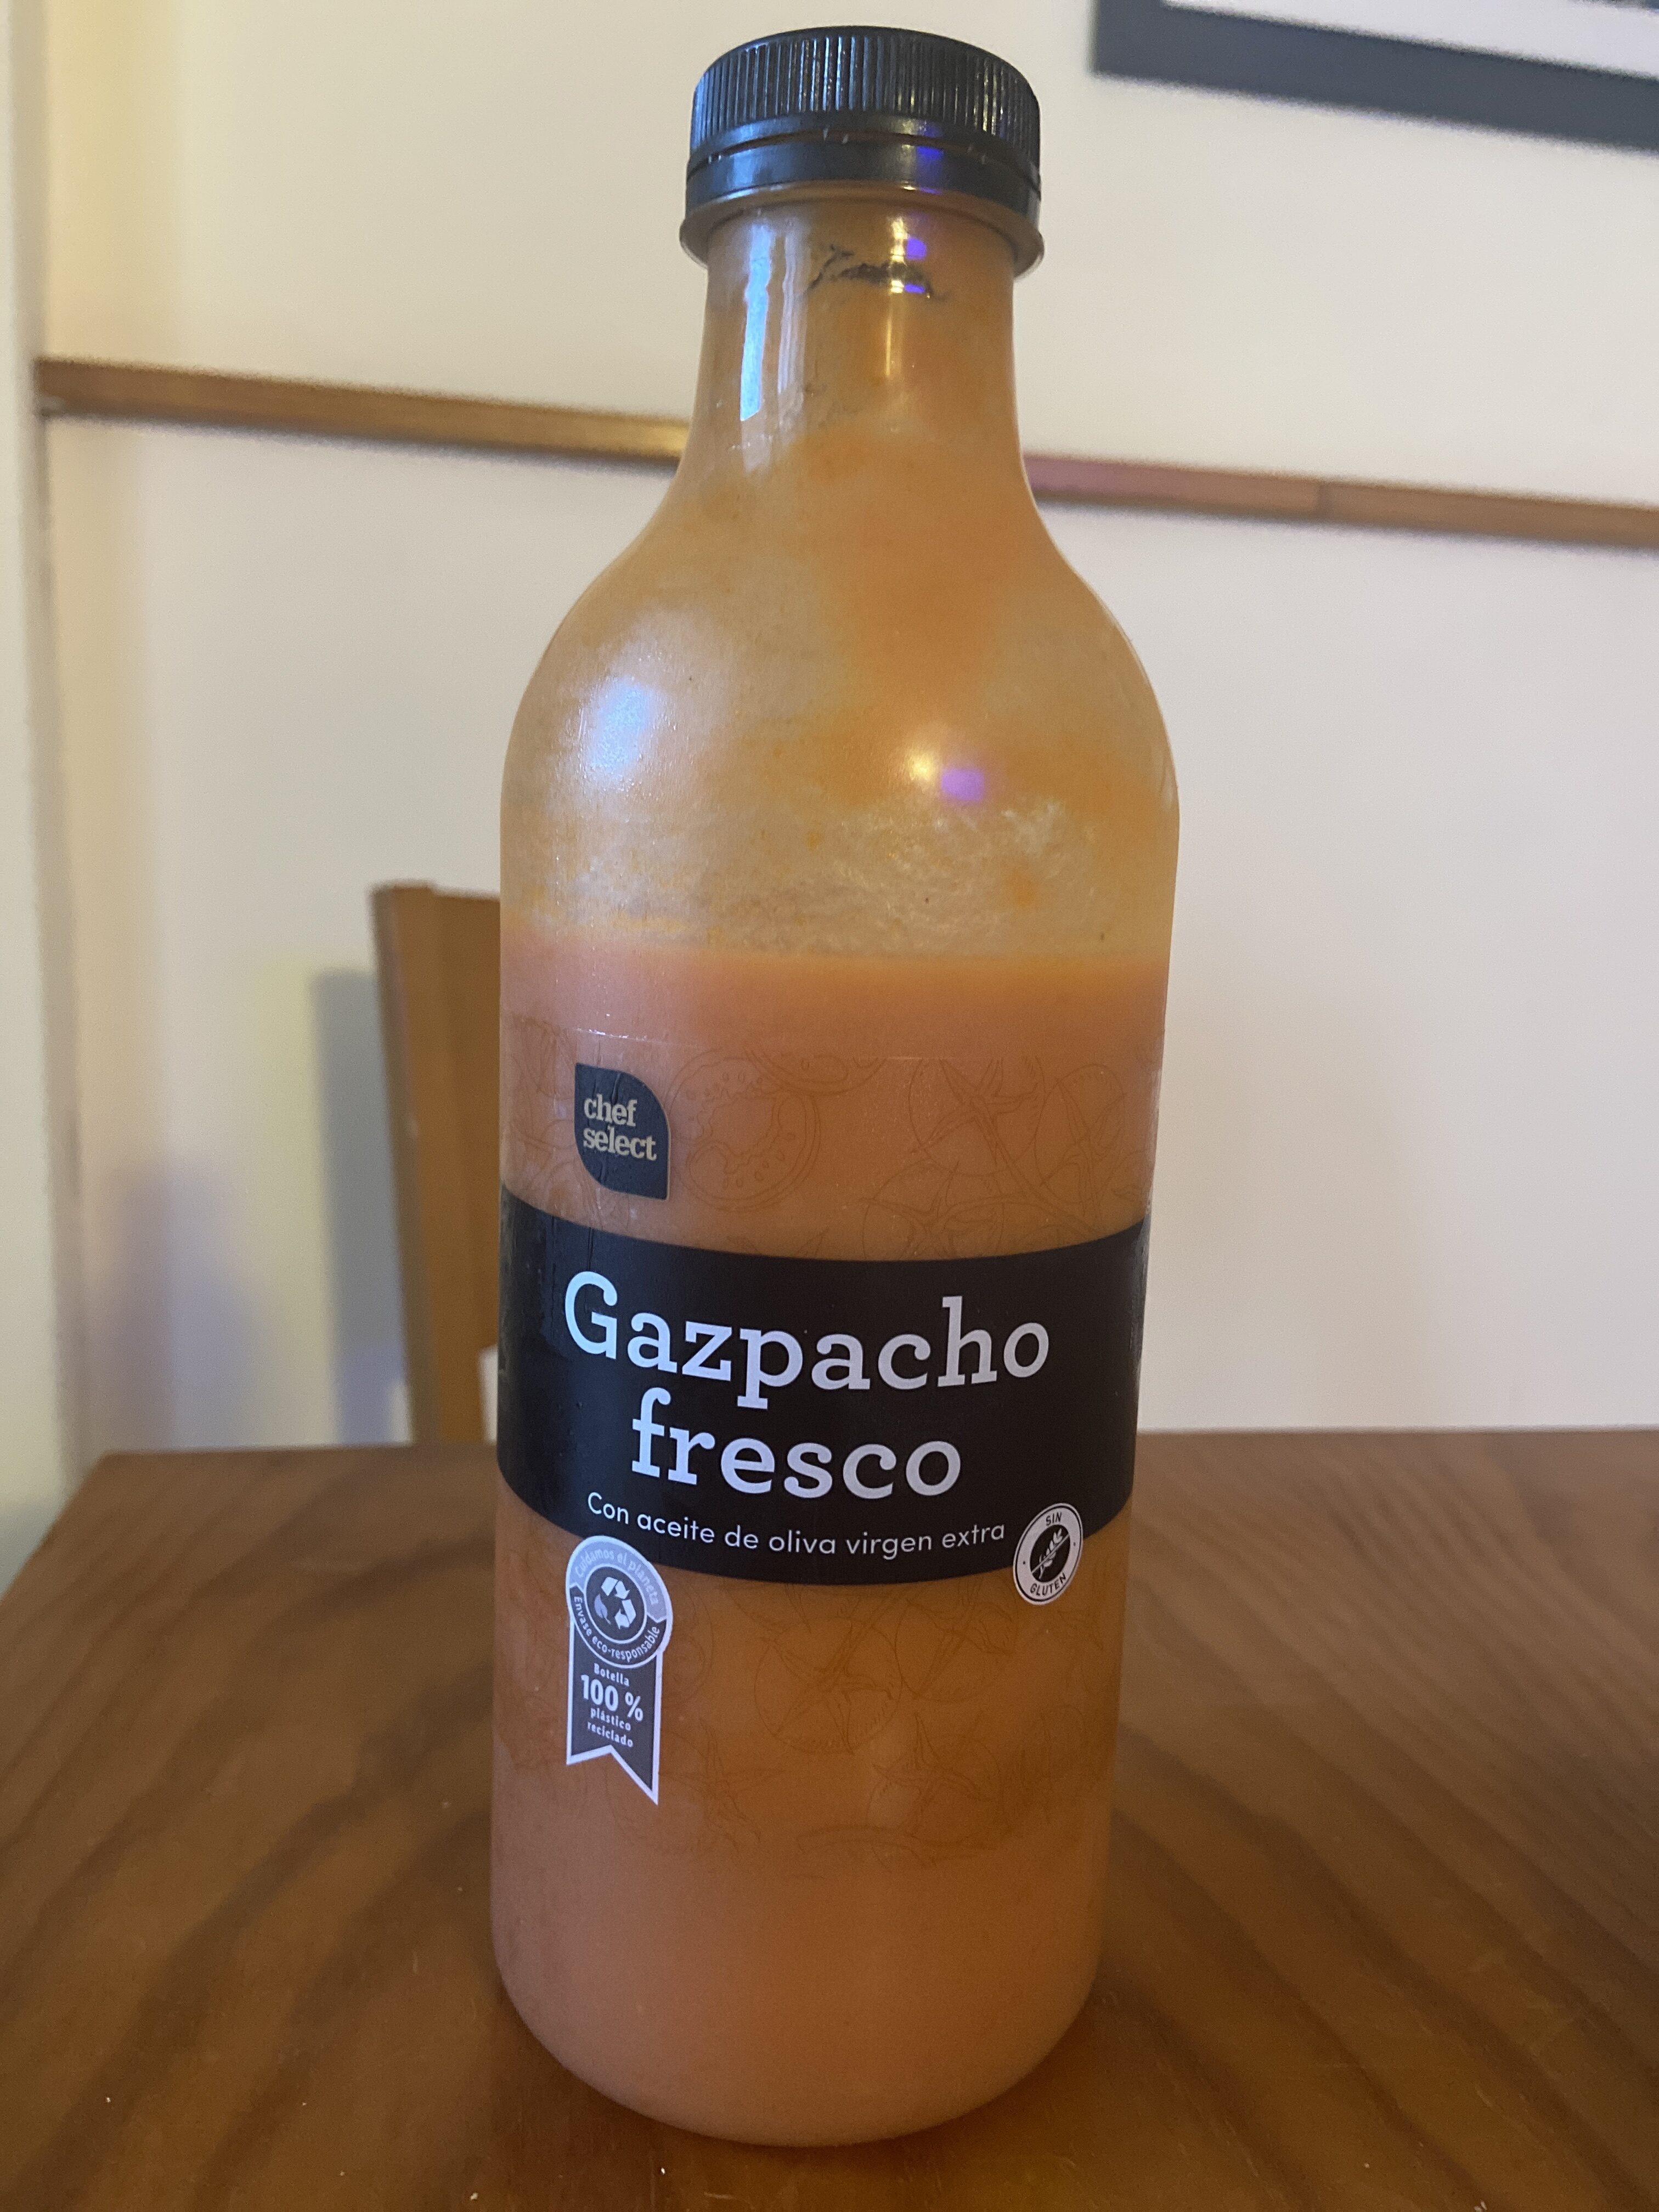 chef
select
Gazpacho
fresco
Con aceite de oliva virgen extra
SIN
GLUTEN
Cuidamos el planeta
Envase eco-responsable
Botella
100 %
plástico
reciclado